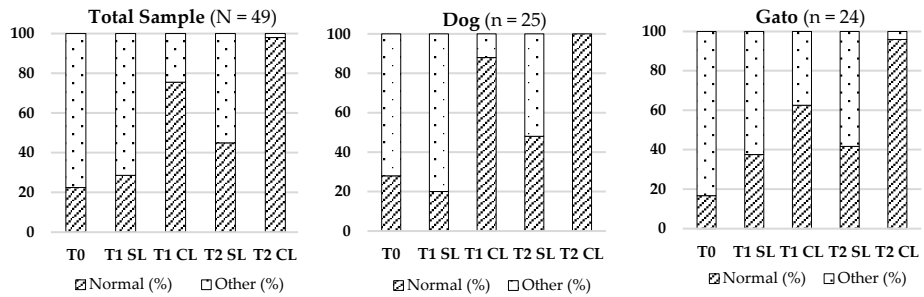 Total Sample (N = 49)
100
80
60
40
20
0
T0 T1 SL T1 CL T2 SL T2 CL
Normal (%) Other (%)
Dog (n = 25)
100
80
60
40
20
0
T0 T1 SL T1 CL T2 SL T2 CL
Normal (%) Other (%)
Gato (n = 24)
100
80
60
40
20
0
T0 T1 SL T1 CL T2 SL T2 CL
Normal (%) Other (%)